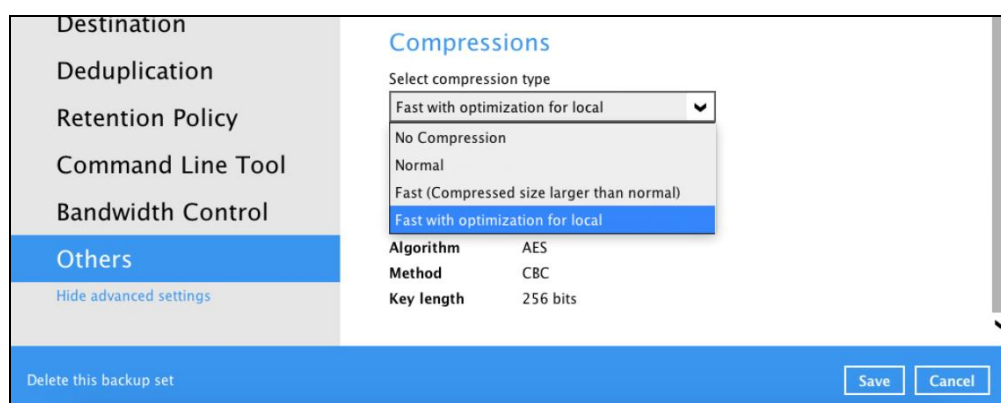 Destination
Deduplication
Retention Policy
Command Line Tool
Bandwidth Control
Others
Hide advanced settings
Compressions
Select compression type
Fast with optimization for local
No Compression
Normal
Fast (Compressed size larger than normal)
Fast with optimization for local
Algorithm AES
Method CBC
Key length 256 bits
Delete this backup set
Save Cancel